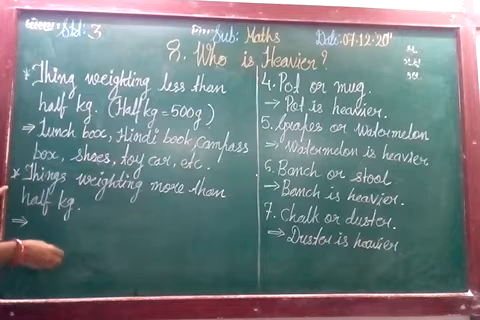 Std: 3
Sub: Maths
Date: 07-12-20"
8. Who is Heavier?
* Thing weighting less than
half kg. (Half kg = 500g)
⇒ Lunch box, Hindi book, Compass
box, shoes, toy car, etc.
* Things weighting more than
half kg.
⇒
4. Pot or mug.
→ Pot is heavier.
5. Grapes or watermelon
⇒ Watermelon is heavier
6. Banch or stool
→ Bench is heavier.
7. Chalk or duster.
⇒ Duster is heavier